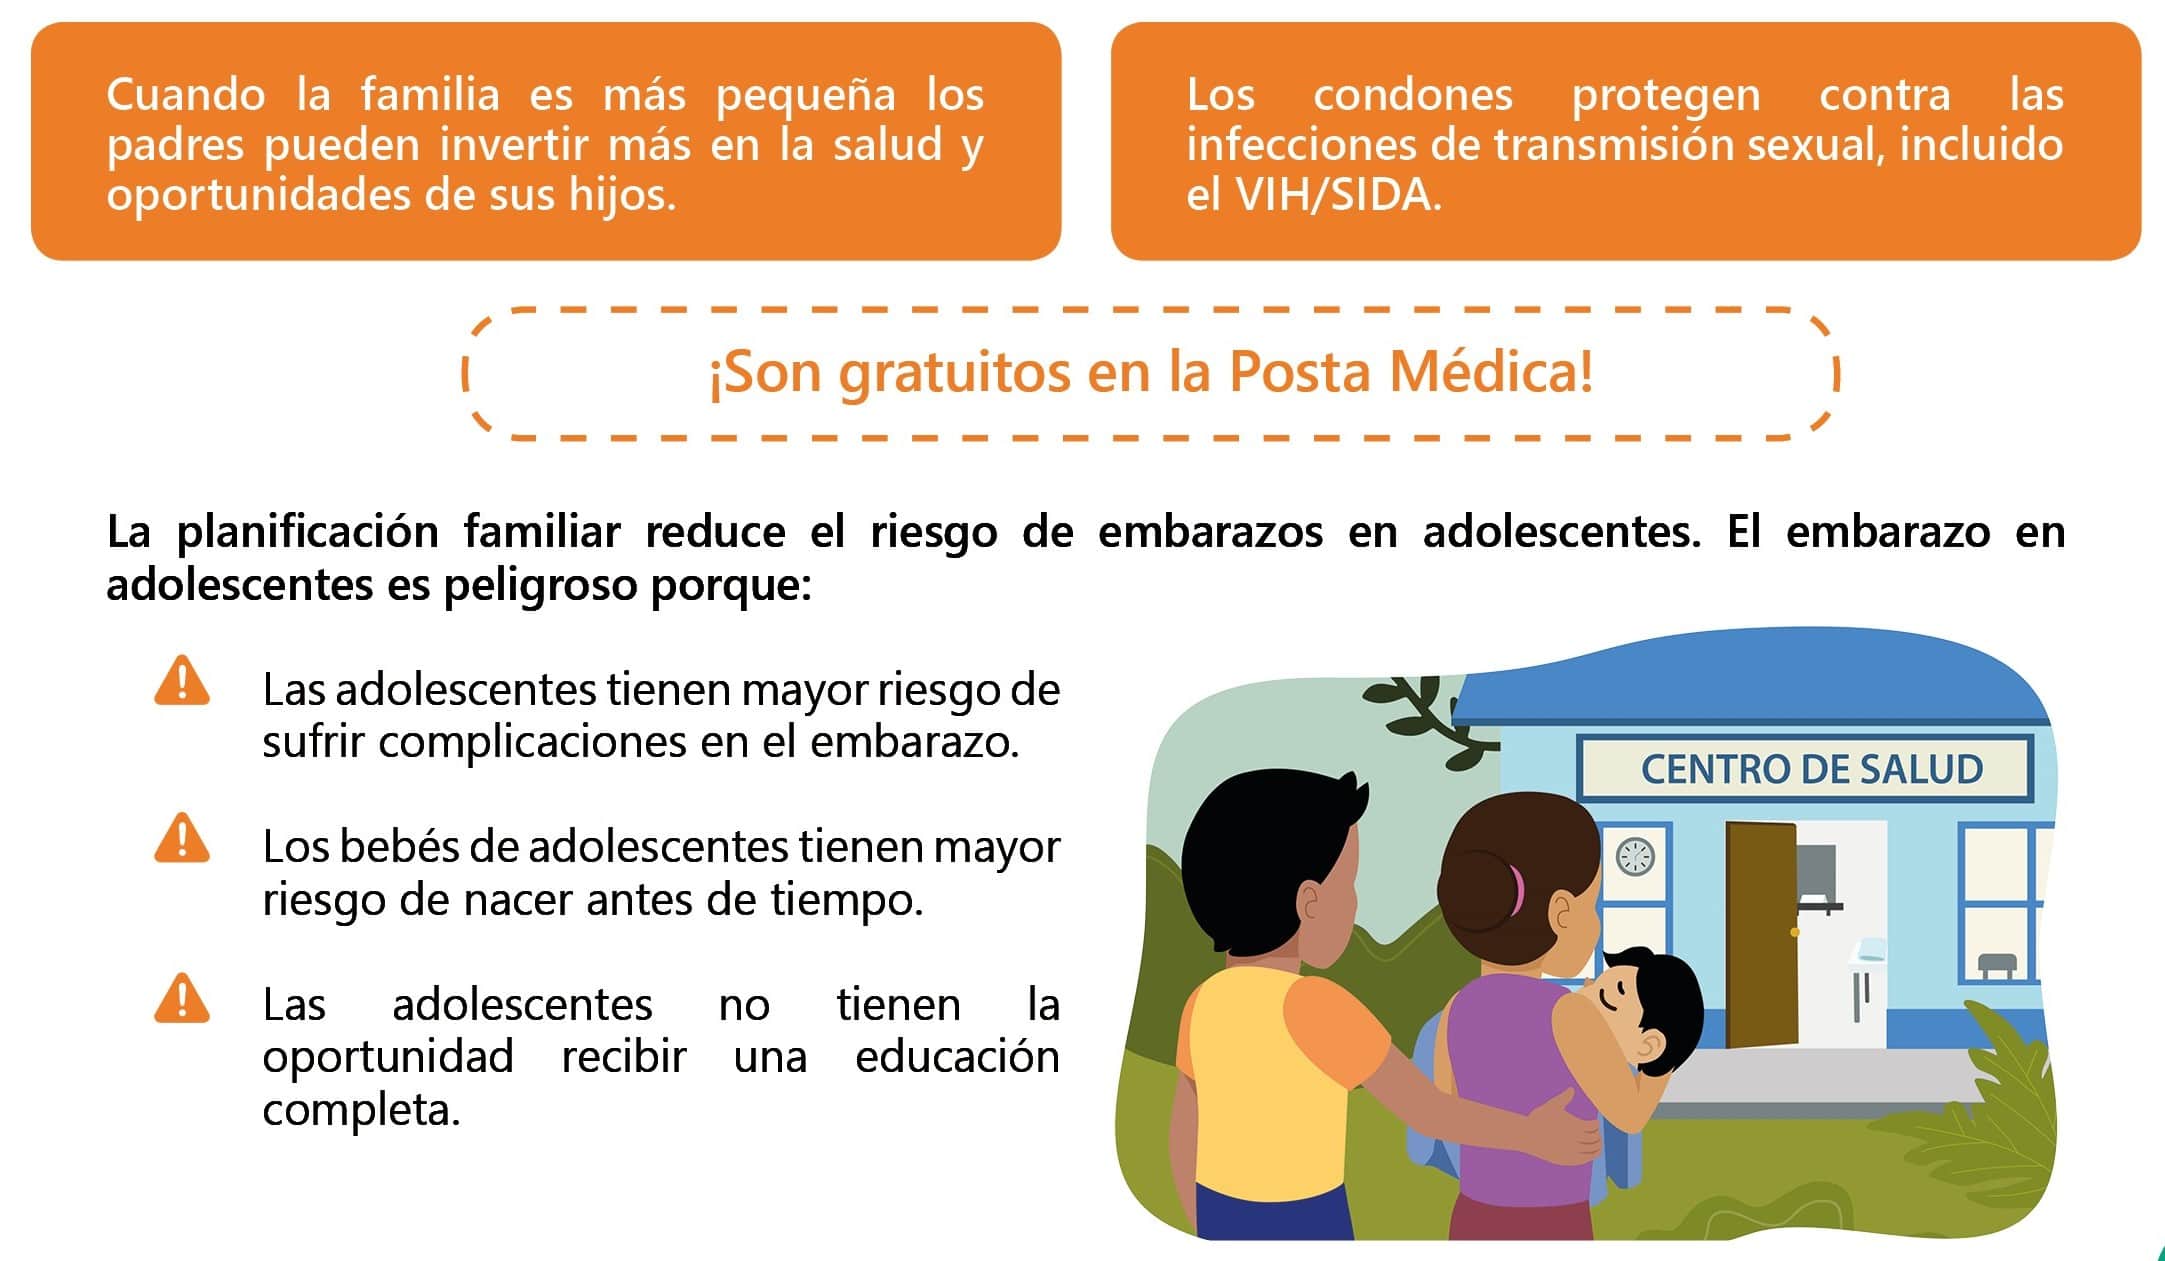 Cuando la familia es más pequeña los
padres pueden invertir más en la salud y
oportunidades de sus hijos.
Los condones protegen contra las
infecciones de transmisión sexual, incluido
el VIH/SIDA.
¡Son gratuitos en la Posta Médica!
La planificación familiar reduce el riesgo de embarazos en adolescentes. El embarazo en
adolescentes es peligroso porque:
Las adolescentes tienen mayor riesgo de
sufrir complicaciones en el embarazo.
Los bebés de adolescentes tienen mayor
riesgo de nacer antes de tiempo.
Las adolescentes no tienen la
oportunidad recibir una educación
completa.
CENTRO DE SALUD